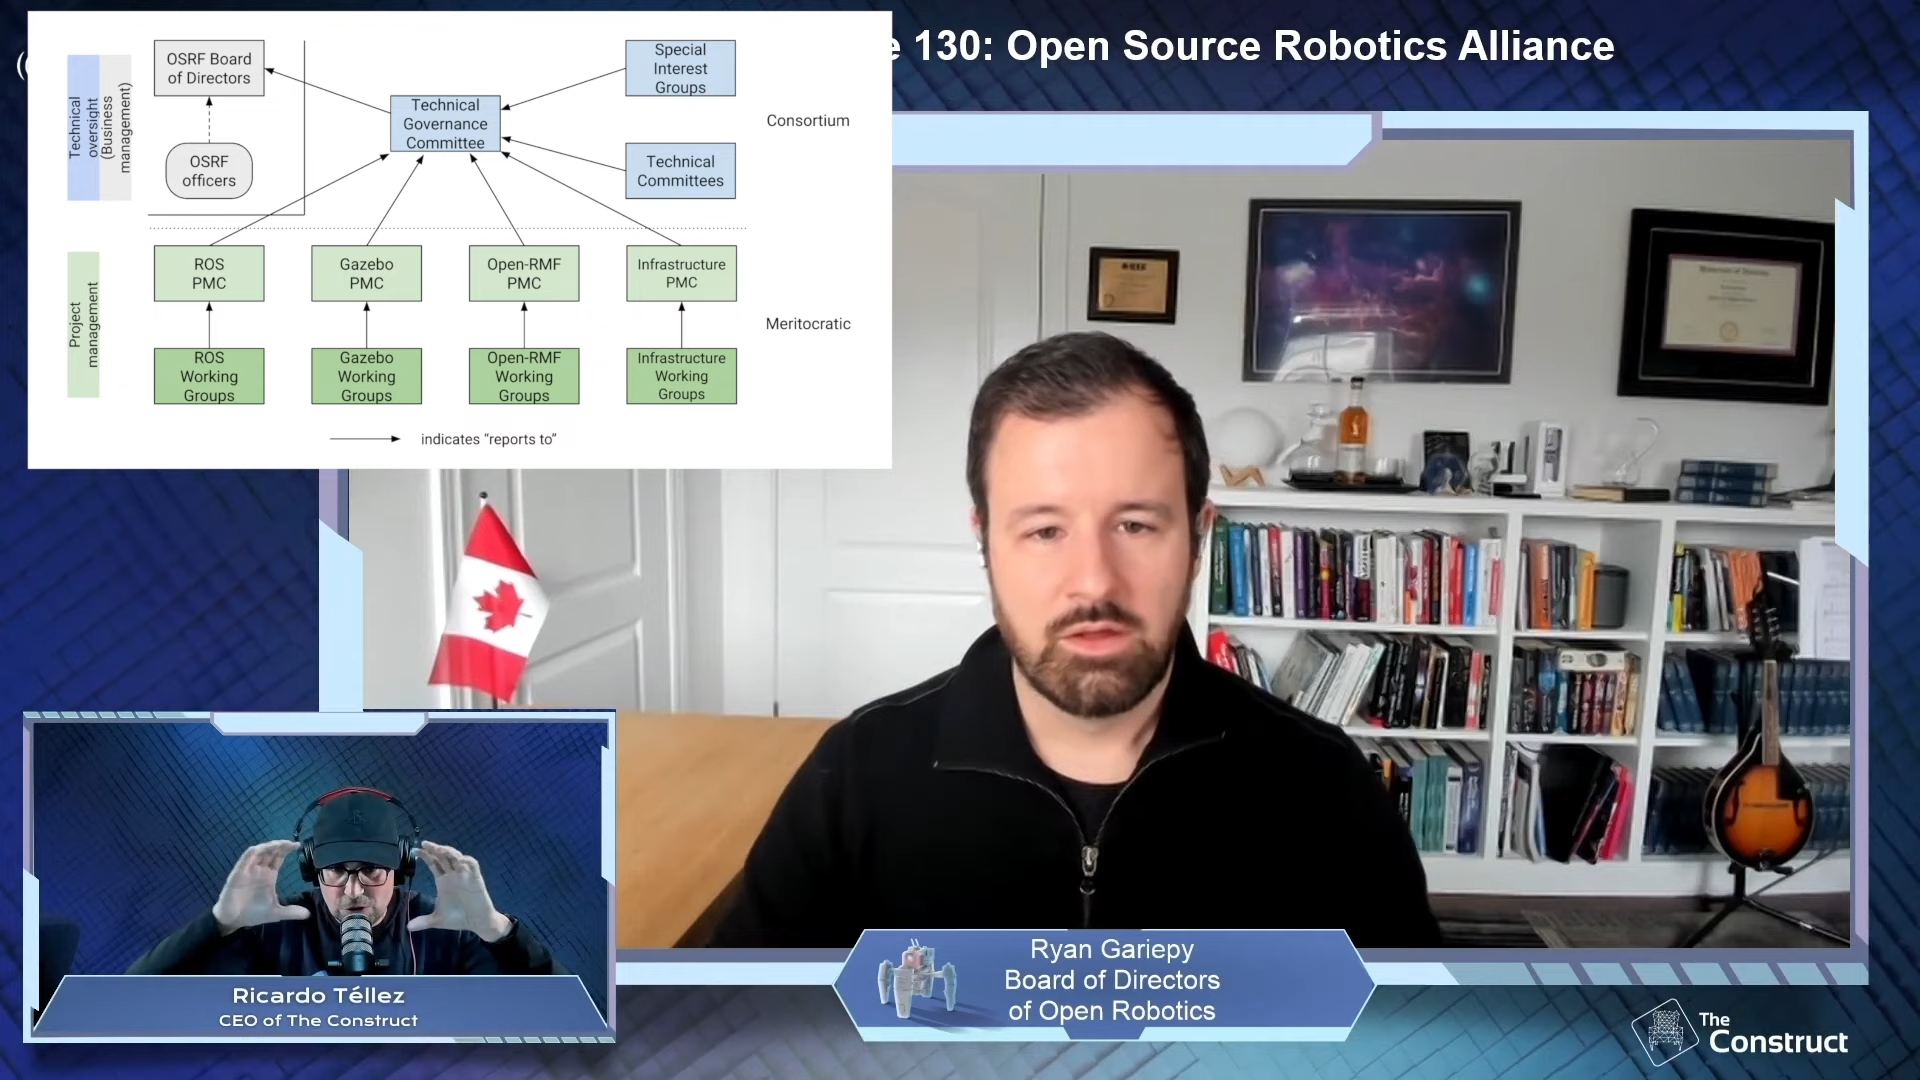 e 130: Open Source Robotics Alliance
Technical
oversight
(Business
management)
OSRF Board
of Directors
OSRF
officers
Technical
Governance
Committee
Special
Interest
Groups
Technical
Committees
Consortium
Project
management
ROS
PMC
Gazebo
PMC
Open-RMF
PMC
Infrastructure
PMC
Meritocratic
ROS
Working
Groups
Gazebo
Working
Groups
Open-RMF
Working
Groups
Infrastructure
Working
Groups
indicates “reports to”
IEEE
Ricardo Téllez
CEO of The Construct
Ryan Gariepy
Board of Directors
of Open Robotics
The
Construct